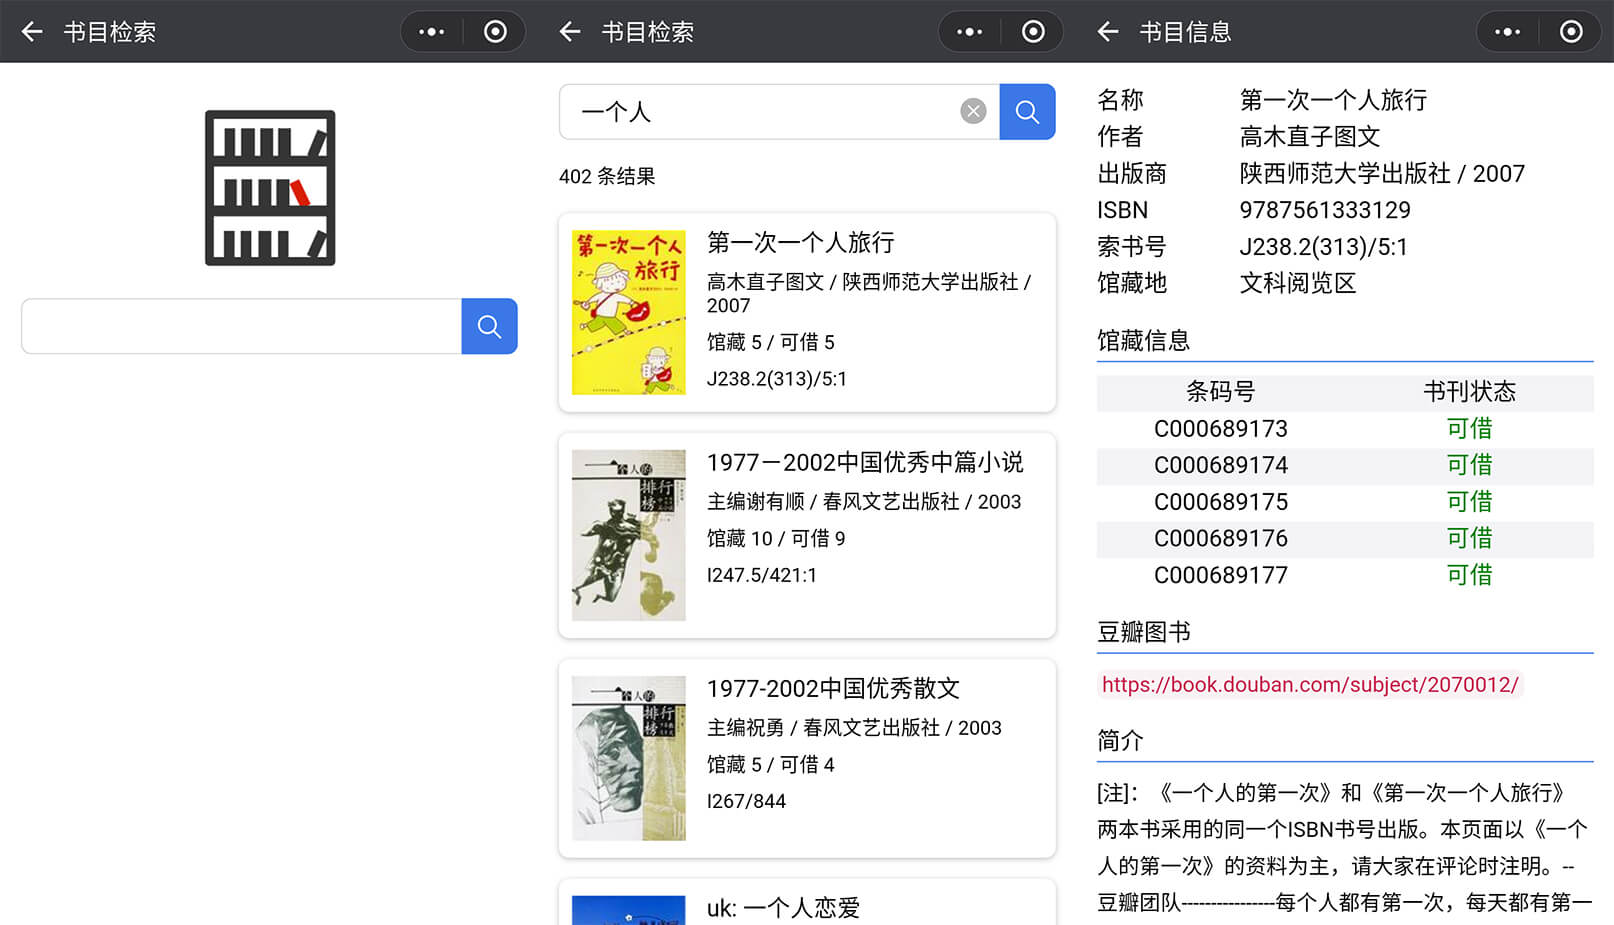 书目检索
书目检索
一个人
402 条结果
第一次一个人
旅行
第一次一个人旅行
高木直子图文 / 陕西师范大学出版社 /
2007
馆藏 5 / 可借 5
J238.2(313)/5:1
一个人的
排行
榜
1977－2002中国优秀中篇小说
主编谢有顺 / 春风文艺出版社 / 2003
馆藏 10 / 可借 9
I247.5/421:1
一个人的
排行
榜
1977-2002中国优秀散文
主编祝勇 / 春风文艺出版社 / 2003
馆藏 5 / 可借 4
I267/844
uk: 一个人恋爱
书目信息
名称 第一次一个人旅行
作者 高木直子图文
出版商 陕西师范大学出版社 / 2007
ISBN 9787561333129
索书号 J238.2(313)/5:1
馆藏地 文科阅览区
馆藏信息
条码号 书刊状态
C000689173 可借
C000689174 可借
C000689175 可借
C000689176 可借
C000689177 可借
豆瓣图书
https://book.douban.com/subject/2070012/
简介
[注]：《一个人的第一次》和《第一次一个人旅行》
两本书采用的同一个ISBN书号出版。本页面以《一个
人的第一次》的资料为主，请大家在评论时注明。--
豆瓣团队----------------每个人都有第一次，每天都有第一